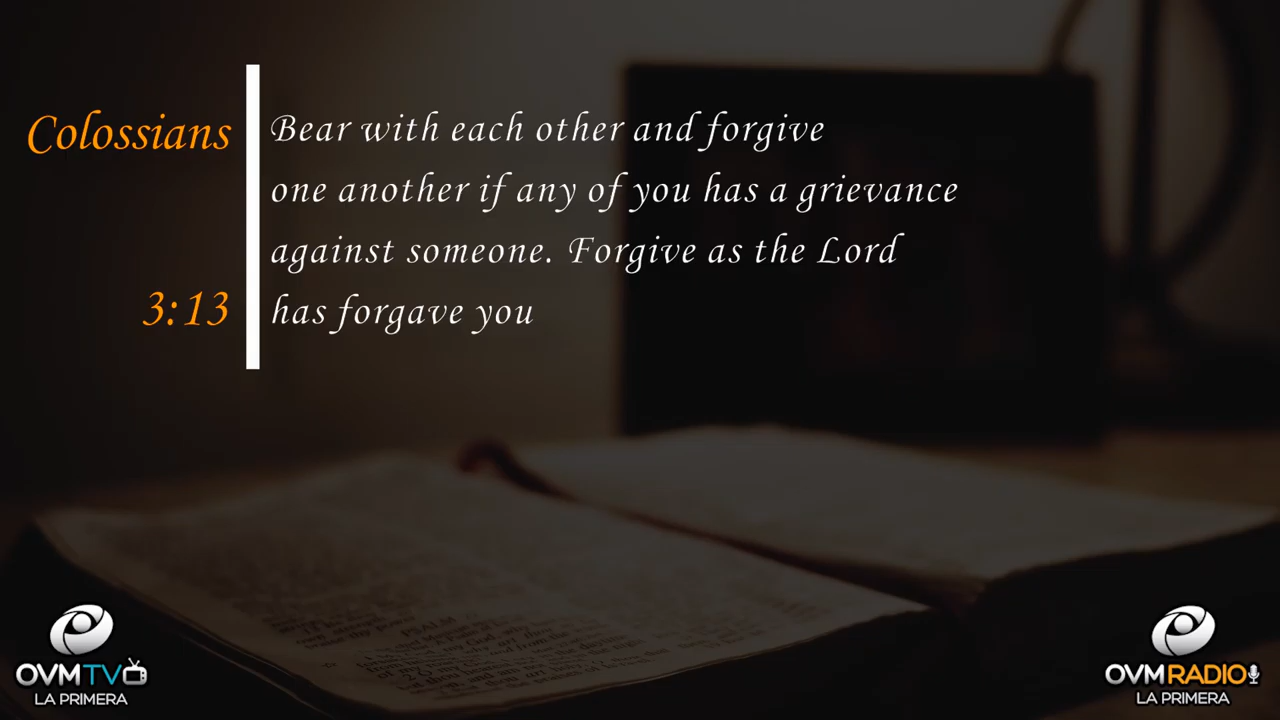 Colossians
3:13
Bear with each other and forgive
one another if any of you has a grievance
against someone. Forgive as the Lord
has forgave you
PSALM
OVMTV
LA PRIMERA
OVMRADIO
LA PRIMERA